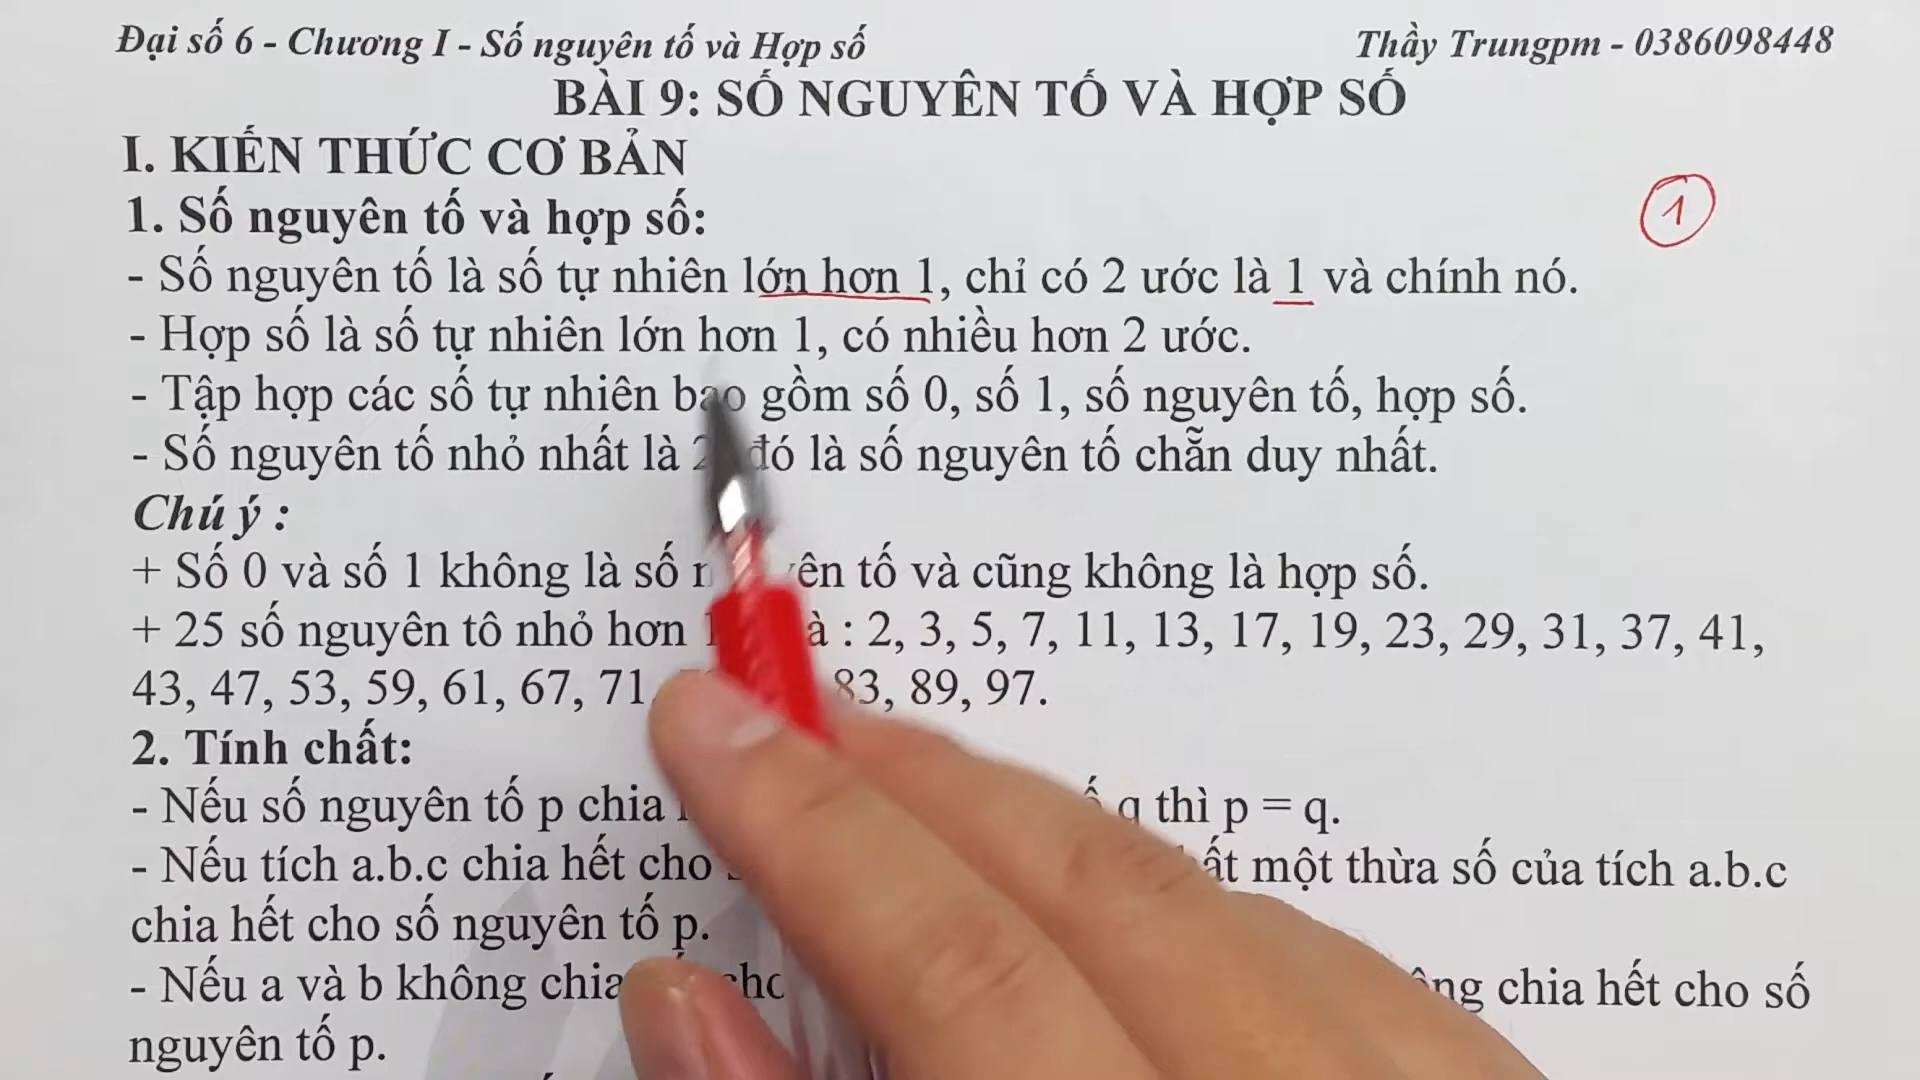 Đại số 6 - Chương I - Số nguyên tố và Hợp số Thầy Trungpm - 0386098448
BÀI 9: SỐ NGUYÊN TỐ VÀ HỢP SỐ
I. KIẾN THỨC CƠ BẢN
1. Số nguyên tố và hợp số:
1
- Số nguyên tố là số tự nhiên lớn hơn 1, chỉ có 2 ước là 1 và chính nó.
- Hợp số là số tự nhiên lớn hơn 1, có nhiều hơn 2 ước.
- Tập hợp các số tự nhiên bao gồm số 0, số 1, số nguyên tố, hợp số.
- Số nguyên tố nhỏ nhất là 2 đó là số nguyên tố chẵn duy nhất.
Chú ý :
+ Số 0 và số 1 không là số tố và cũng không là hợp số.
+ 25 số nguyên tô nhỏ hơn : 2, 3, 5, 7, 11, 13, 17, 19, 23, 29, 31, 37, 41,
43, 47, 53, 59, 61, 67, 71 83, 89, 97.
2. Tính chất:
- Nếu số nguyên tố p chia q thì p = q.
- Nếu tích a.b.c chia hết cho một thừa số của tích a.b.c
chia hết cho số nguyên tố p.
- Nếu a và b không chia chia hết cho số
nguyên tố p.